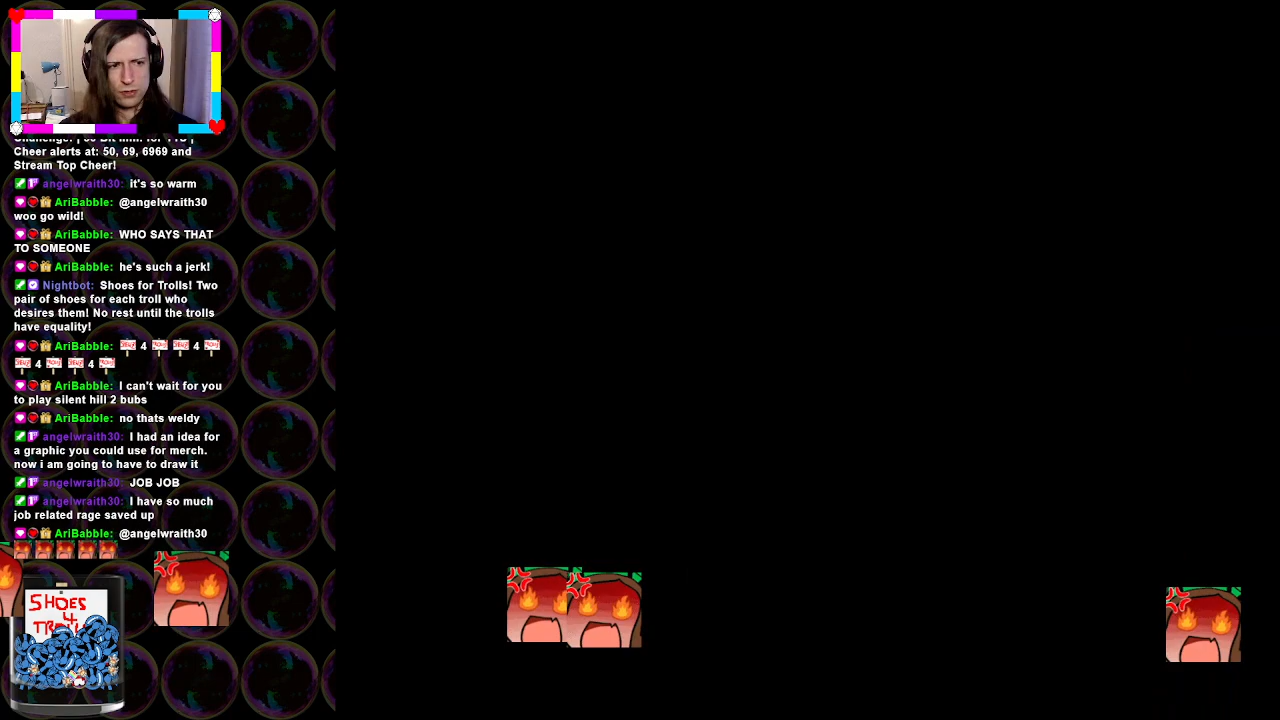 Cheer alerts at: 50, 69, 6969 and
Stream Top Cheer!
angelwraith30: it's so warm
AriBabble: @angelwraith30
woo go wild!
AriBabble: WHO SAYS THAT
TO SOMEONE
AriBabble: he's such a jerk!
Nightbot: Shoes for Trolls! Two
pair of shoes for each troll who
desires them! No rest until the trolls
have equality!
AriBabble: 4 4
4 4
AriBabble: I can't wait for you
to play silent hill 2 bubs
AriBabble: no thats weldy
angelwraith30: I had an idea for
a graphic you could use for merch.
now i am going to have to draw it
angelwraith30: JOB JOB
angelwraith30: I have so much
job related rage saved up
AriBabble: @angelwraith30
SHOES
4